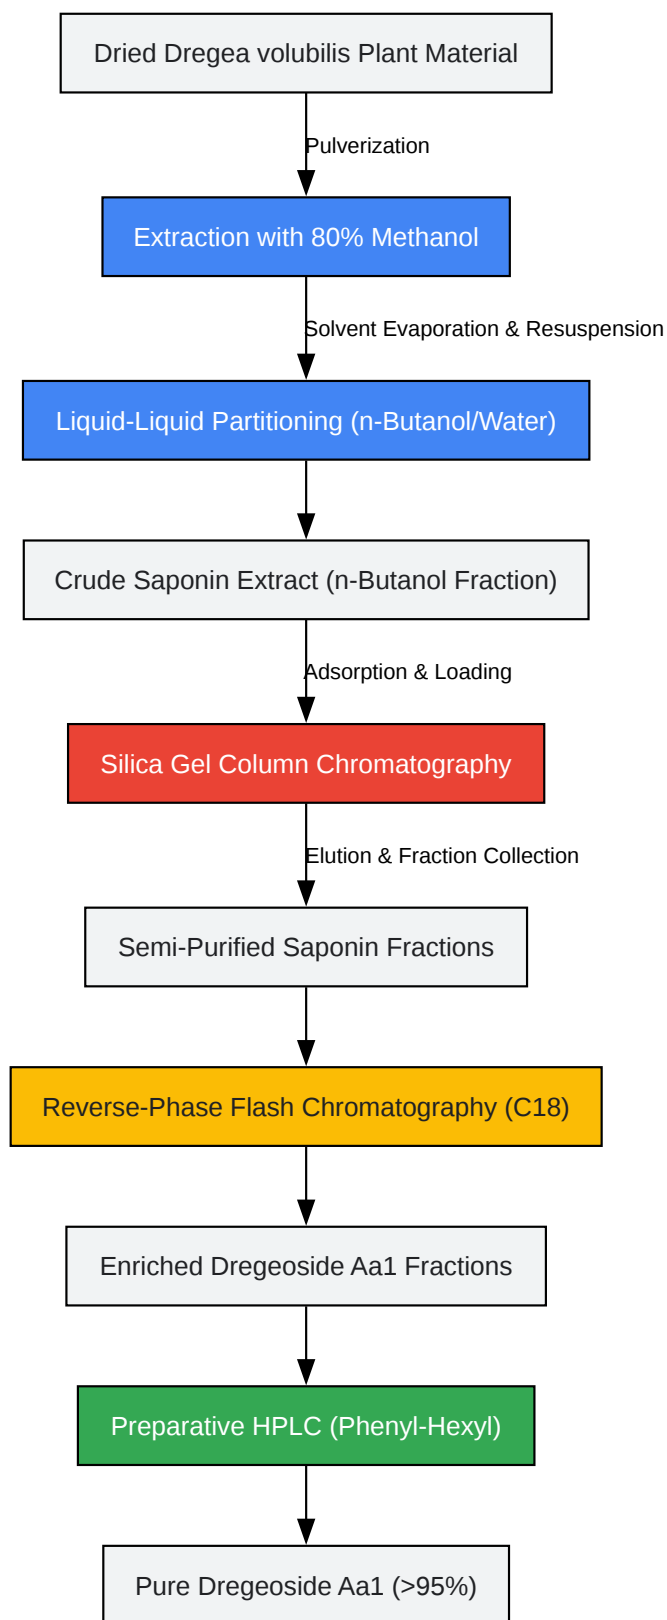 Dried Dregea volubilis Plant Material
Pulverization
Extraction with 80% Methanol
Solvent Evaporation & Resuspension
Liquid-Liquid Partitioning (n-Butanol/Water)
Crude Saponin Extract (n-Butanol Fraction)
Adsorption & Loading
Silica Gel Column Chromatography
Elution & Fraction Collection
Semi-Purified Saponin Fractions
Reverse-Phase Flash Chromatography (C18)
Enriched Dregeoside Aa1 Fractions
Preparative HPLC (Phenyl-Hexyl)
Pure Dregeoside Aa1 (>95%)